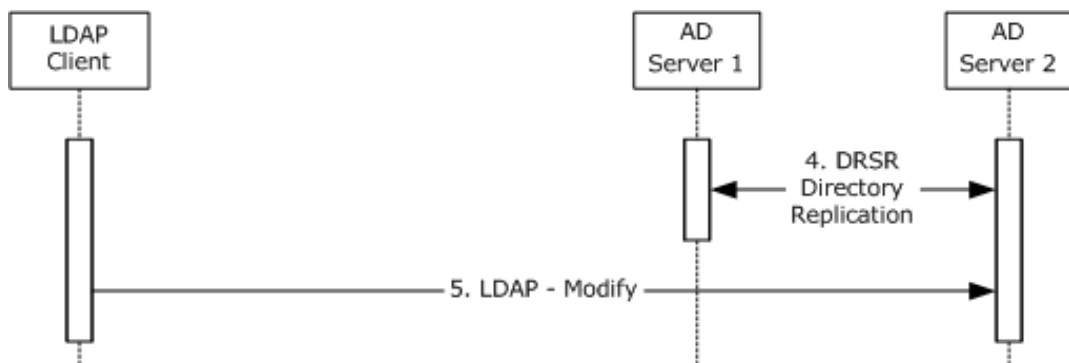 LDAP
Client
AD
Server 1
AD
Server 2
4. DRSR
Directory
Replication
5. LDAP - Modify